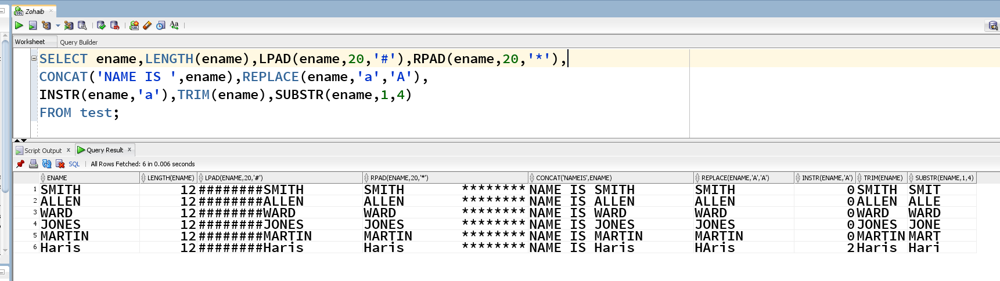 Zohaib
Worksheet Query Builder
SELECT ename,LENGTH(ename),LPAD(ename,20,'#'),RPAD(ename,20,'*'),
CONCAT('NAME IS ',ename),REPLACE(ename,'a','A'),
INSTR(ename,'a'),TRIM(ename),SUBSTR(ename,1,4)
FROM test;
Script Output x Query Result x
SQL All Rows Fetched: 6 in 0.006 seconds
ENAME LENGTH(ENAME) LPAD(ENAME,20,'#') RPAD(ENAME,20,'*') CONCAT('NAMEIS',ENAME) REPLACE(ENAME,'A','A') INSTR(ENAME,'A') TRIM(ENAME) SUBSTR(ENAME,1,4)
1 SMITH 12 ########SMITH SMITH ******** NAME IS SMITH SMITH 0 SMITH SMIT
2 ALLEN 12 ########ALLEN ALLEN ******** NAME IS ALLEN ALLEN 0 ALLEN ALLE
3 WARD 12 ########WARD WARD ******** NAME IS WARD WARD 0 WARD WARD
4 JONES 12 ########JONES JONES ******** NAME IS JONES JONES 0 JONES JONE
5 MARTIN 12 ########MARTIN MARTIN ******** NAME IS MARTIN MARTIN 0 MARTIN MART
6 Haris 12 ########Haris Haris ******** NAME IS Haris HAris 2 Haris Hari